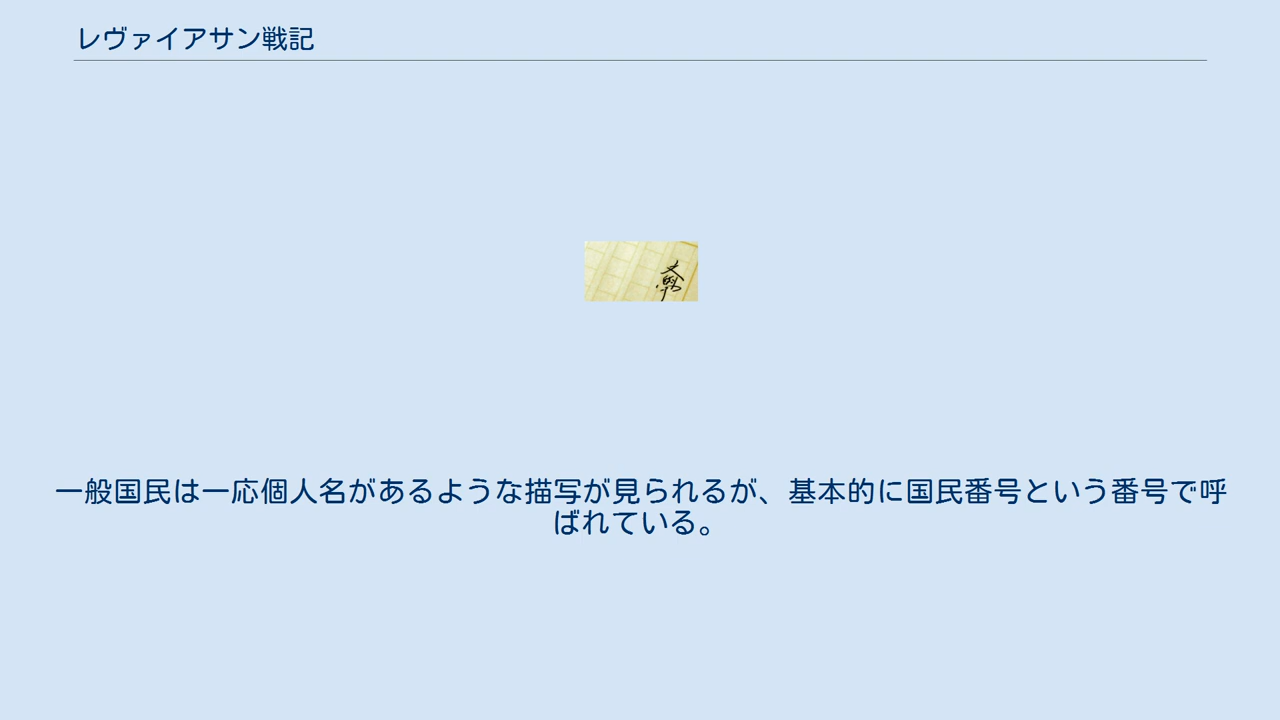 レヴァイアサン戦記
一般国民は一応個人名があるような描写が見られるが、基本的に国民番号という番号で呼
ばれている。